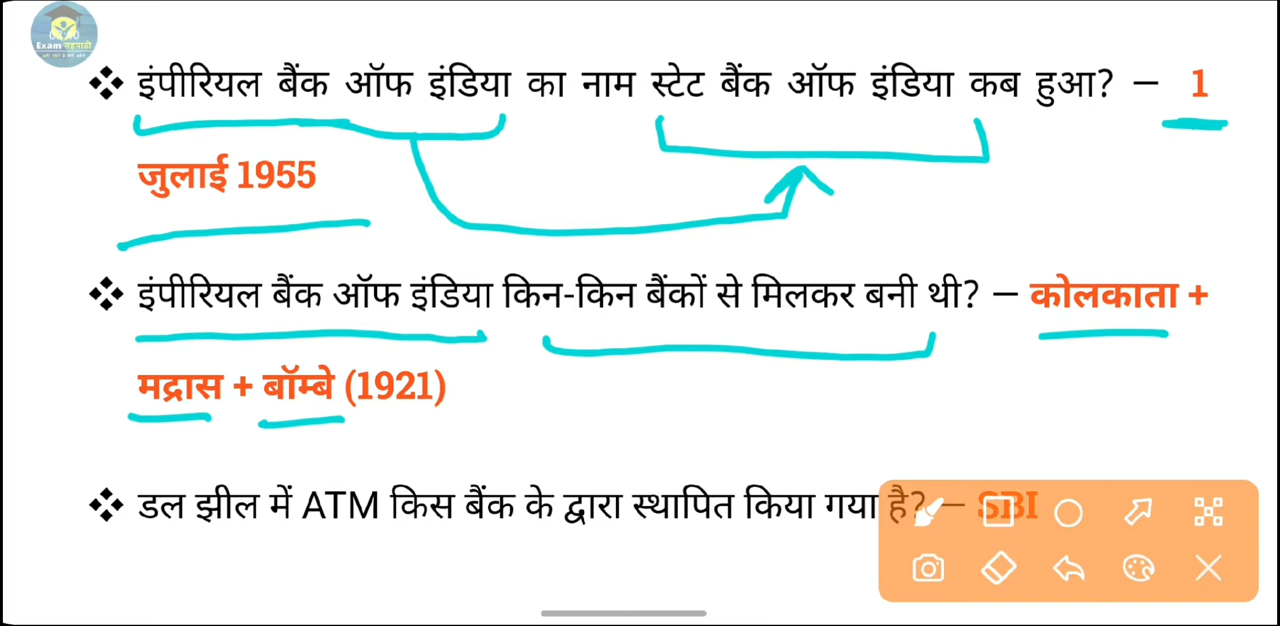 Exam
❖ इंपीरियल बैंक ऑफ इंडिया का नाम स्टेट बैंक ऑफ इंडिया कब हुआ? – 1
जुलाई 1955
❖ इंपीरियल बैंक ऑफ इंडिया किन-किन बैंकों से मिलकर बनी थी? – कोलकाता +
मद्रास + बॉम्बे (1921)
❖ डल झील में ATM किस बैंक के द्वारा स्थापित किया गया है? – SBI